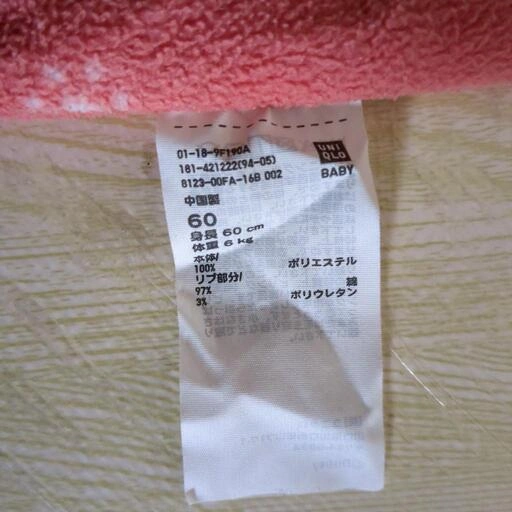 01-18-9F190A
181-421222(94-05)
8123-00FA-16B 002
UNI
QLO
BABY
中国製
60
身長 60 cm
体重 6 kg
本体/
100% ポリエステル
リブ部分/
97% 綿
3% ポリウレタン